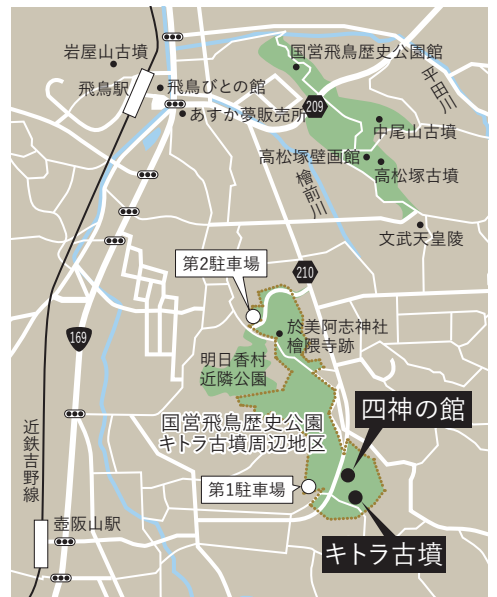 岩屋山古墳
飛鳥駅
飛鳥びとの館
あすか夢販売所
国営飛鳥歴史公園館
209
平田川
中尾山古墳
高松塚壁画館
高松塚古墳
檜前川
文武天皇陵
第2駐車場
210
於美阿志神社
檜隈寺跡
169
明日香村
近隣公園
国営飛鳥歴史公園
キトラ古墳周辺地区
四神の館
近鉄吉野線
第1駐車場
壺阪山駅
キトラ古墳